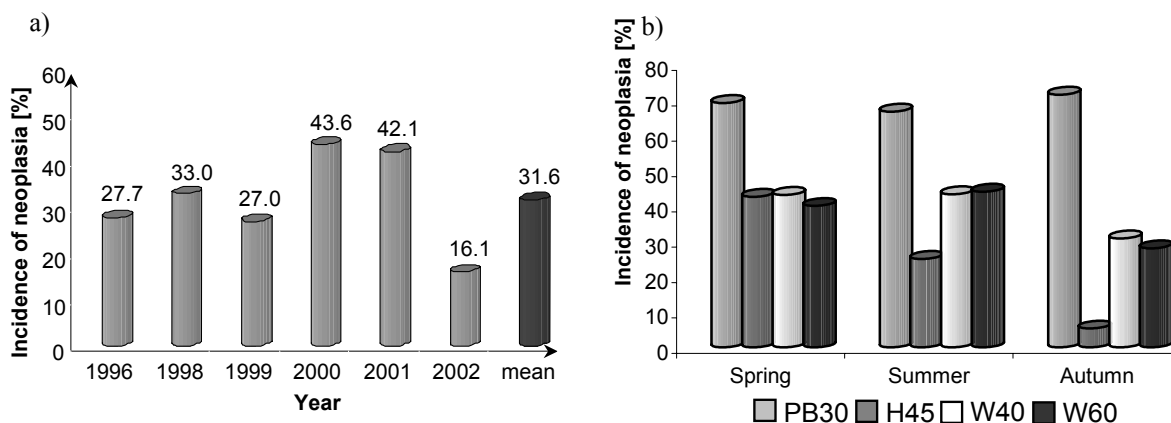 a)
Incidence of neoplasia [%]
60
50
40
30
20
10
0
27.7
33.0
27.0
43.6
42.1
16.1
31.6
1996 1998 1999 2000 2001 2002 mean
Year
b)
Incidence of neoplasia [%]
80
70
60
50
40
30
20
10
0
Spring Summer Autumn
PB30 H45 W40 W60